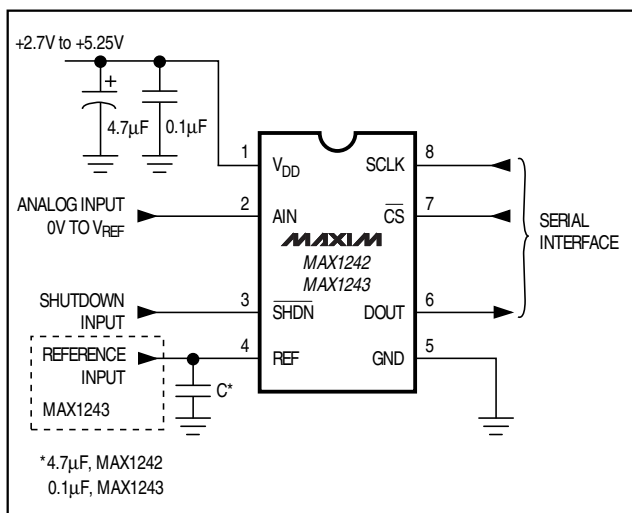 +2.7V to +5.25V
+
4.7µF
0.1µF
1
VDD
SCLK
8
ANALOG INPUT
0V TO VREF
2
AIN
CS
7
SERIAL
INTERFACE
MAXIM
MAX1242
MAX1243
SHUTDOWN
INPUT
3
SHDN
DOUT
6
REFERENCE
INPUT
MAX1243
4
REF
GND
5
C*
*4.7µF, MAX1242
0.1µF, MAX1243